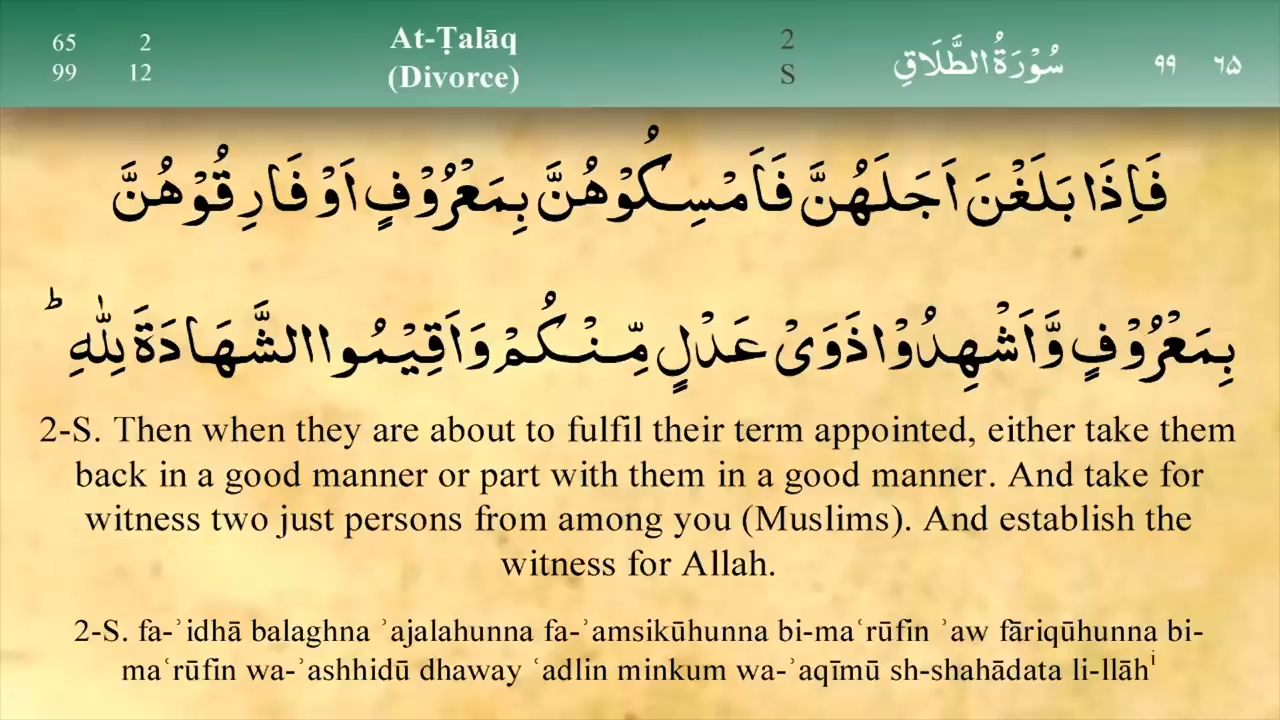 65 2 At-Ṭalāq 2 سُوْرَةُ الطَّلَاقِ ٩٩ ٦۵
99 12 (Divorce) S
فَاِذَا بَلَغْنَ اَجَلَهُنَّ فَاَمْسِكُوْهُنَّ بِمَعْرُوْفٍ اَوْ فَارِقُوْهُنَّ
بِمَعْرُوْفٍ وَّاَشْهِدُوْا ذَوَىْ عَدْلٍ مِّنْكُمْ وَاَقِيْمُوا الشَّهَادَةَ لِلّٰهِ ؕ
2-S. Then when they are about to fulfil their term appointed, either take them
back in a good manner or part with them in a good manner. And take for
witness two just persons from among you (Muslims). And establish the
witness for Allah.
2-S. fa-ʾidhā balaghna ʾajalahunna fa-ʾamsikūhunna bi-maʿrūfin ʾaw fāriqūhunna bi-
maʿrūfin wa-ʾashhidū dhaway ʿadlin minkum wa-ʾaqīmū sh-shahādata li-llāhⁱ